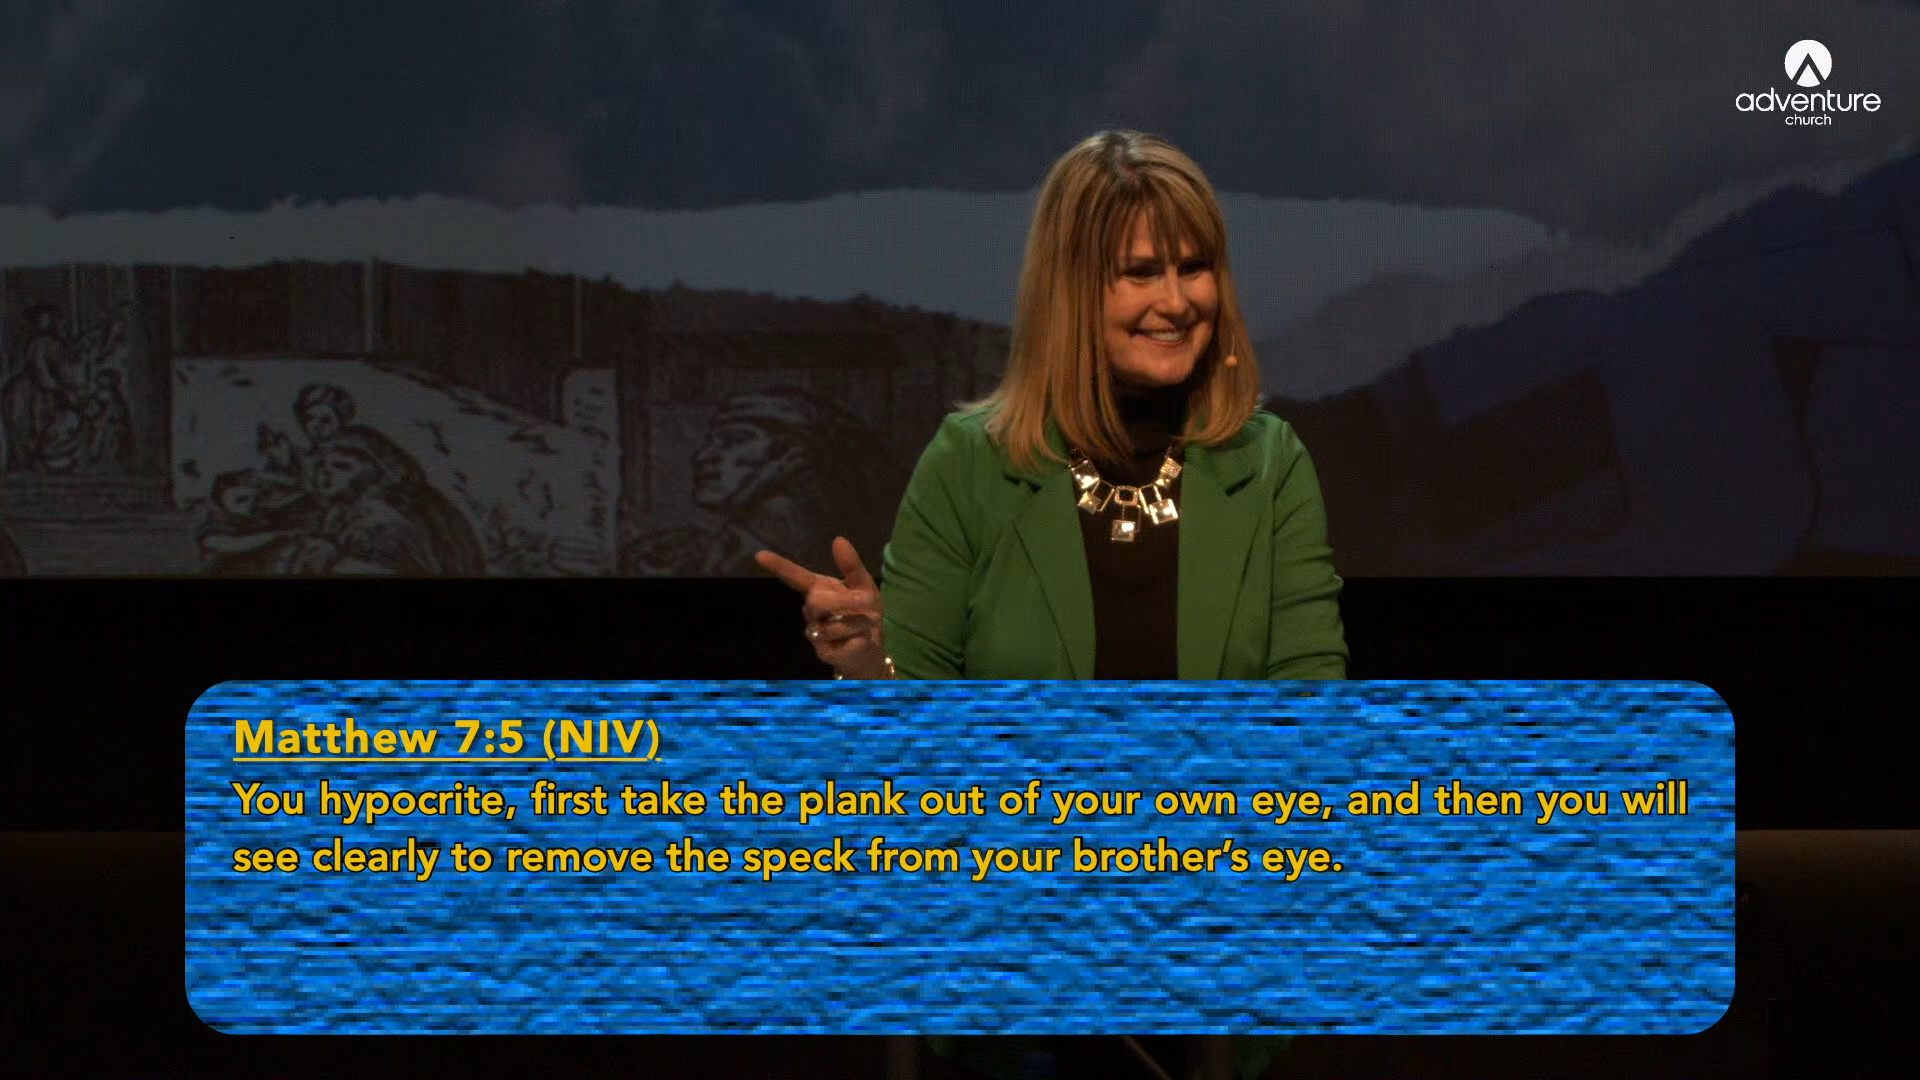 adventure
church
Matthew 7:5 (NIV)
You hypocrite, first take the plank out of your own eye, and then you will
see clearly to remove the speck from your brother’s eye.